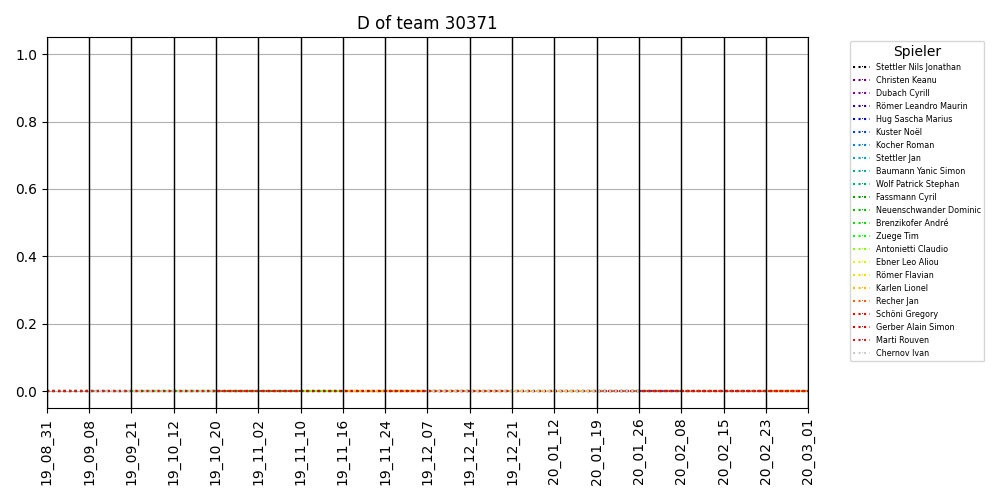 D of team 30371
1.0
0.8
0.6
0.4
0.2
0.0
19_08_31
19_09_08
19_09_21
19_10_12
19_10_20
19_11_02
19_11_10
19_11_16
19_11_24
19_12_07
19_12_14
19_12_21
20_01_12
20_01_19
20_01_26
20_02_08
20_02_15
20_02_23
20_03_01
Spieler
Stettler Nils Jonathan
Christen Keanu
Dubach Cyrill
Römer Leandro Maurin
Hug Sascha Marius
Kuster Noël
Kocher Roman
Stettler Jan
Baumann Yanic Simon
Wolf Patrick Stephan
Fassmann Cyril
Neuenschwander Dominic
Brenzikofer André
Zuege Tim
Antonietti Claudio
Ebner Leo Aliou
Römer Flavian
Karlen Lionel
Recher Jan
Schöni Gregory
Gerber Alain Simon
Marti Rouven
Chernov Ivan